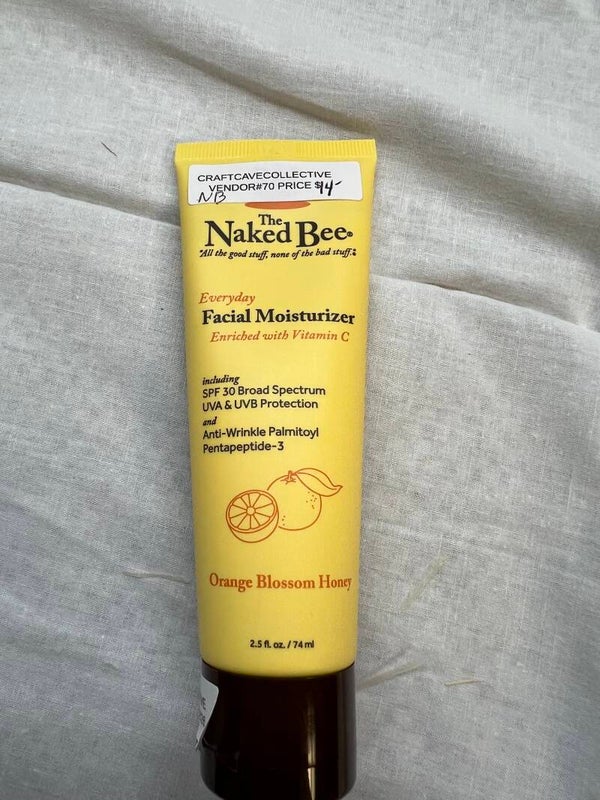 CRAFTCAVECOLLECTIVE
VENDOR#70 PRICE $14-
NB
The
Naked Bee®
"All the good stuff, none of the bad stuff."
Everyday
Facial Moisturizer
Enriched with Vitamin C
including
SPF 30 Broad Spectrum
UVA & UVB Protection
and
Anti-Wrinkle Palmitoyl
Pentapeptide-3
Orange Blossom Honey
2.5 fl. oz. / 74 ml